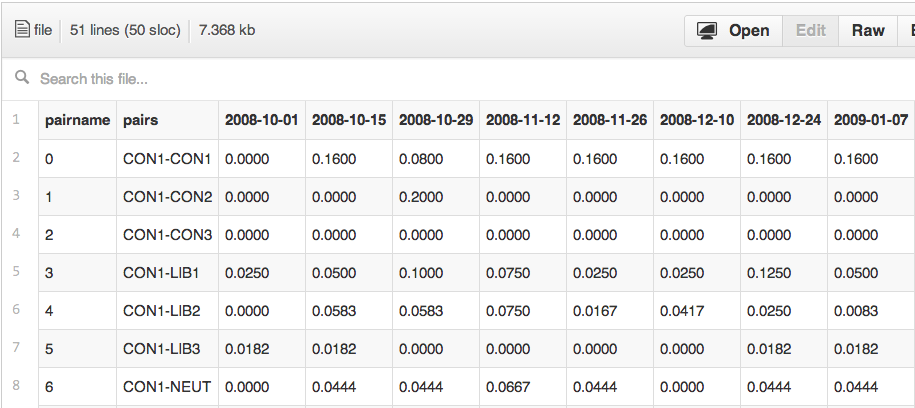 file 51 lines (50 sloc) 7.368 kb Open Edit Raw
Search this file...
1 pairname pairs 2008-10-01 2008-10-15 2008-10-29 2008-11-12 2008-11-26 2008-12-10 2008-12-24 2009-01-07
2 0 CON1-CON1 0.0000 0.1600 0.0800 0.1600 0.1600 0.1600 0.1600 0.1600
3 1 CON1-CON2 0.0000 0.0000 0.2000 0.0000 0.0000 0.0000 0.0000 0.0000
4 2 CON1-CON3 0.0000 0.0000 0.0000 0.0000 0.0000 0.0000 0.0000 0.0000
5 3 CON1-LIB1 0.0250 0.0500 0.1000 0.0750 0.0250 0.0250 0.1250 0.0500
6 4 CON1-LIB2 0.0000 0.0583 0.0583 0.0750 0.0167 0.0417 0.0250 0.0083
7 5 CON1-LIB3 0.0182 0.0182 0.0000 0.0000 0.0000 0.0000 0.0182 0.0182
8 6 CON1-NEUT 0.0000 0.0444 0.0444 0.0667 0.0444 0.0000 0.0444 0.0444